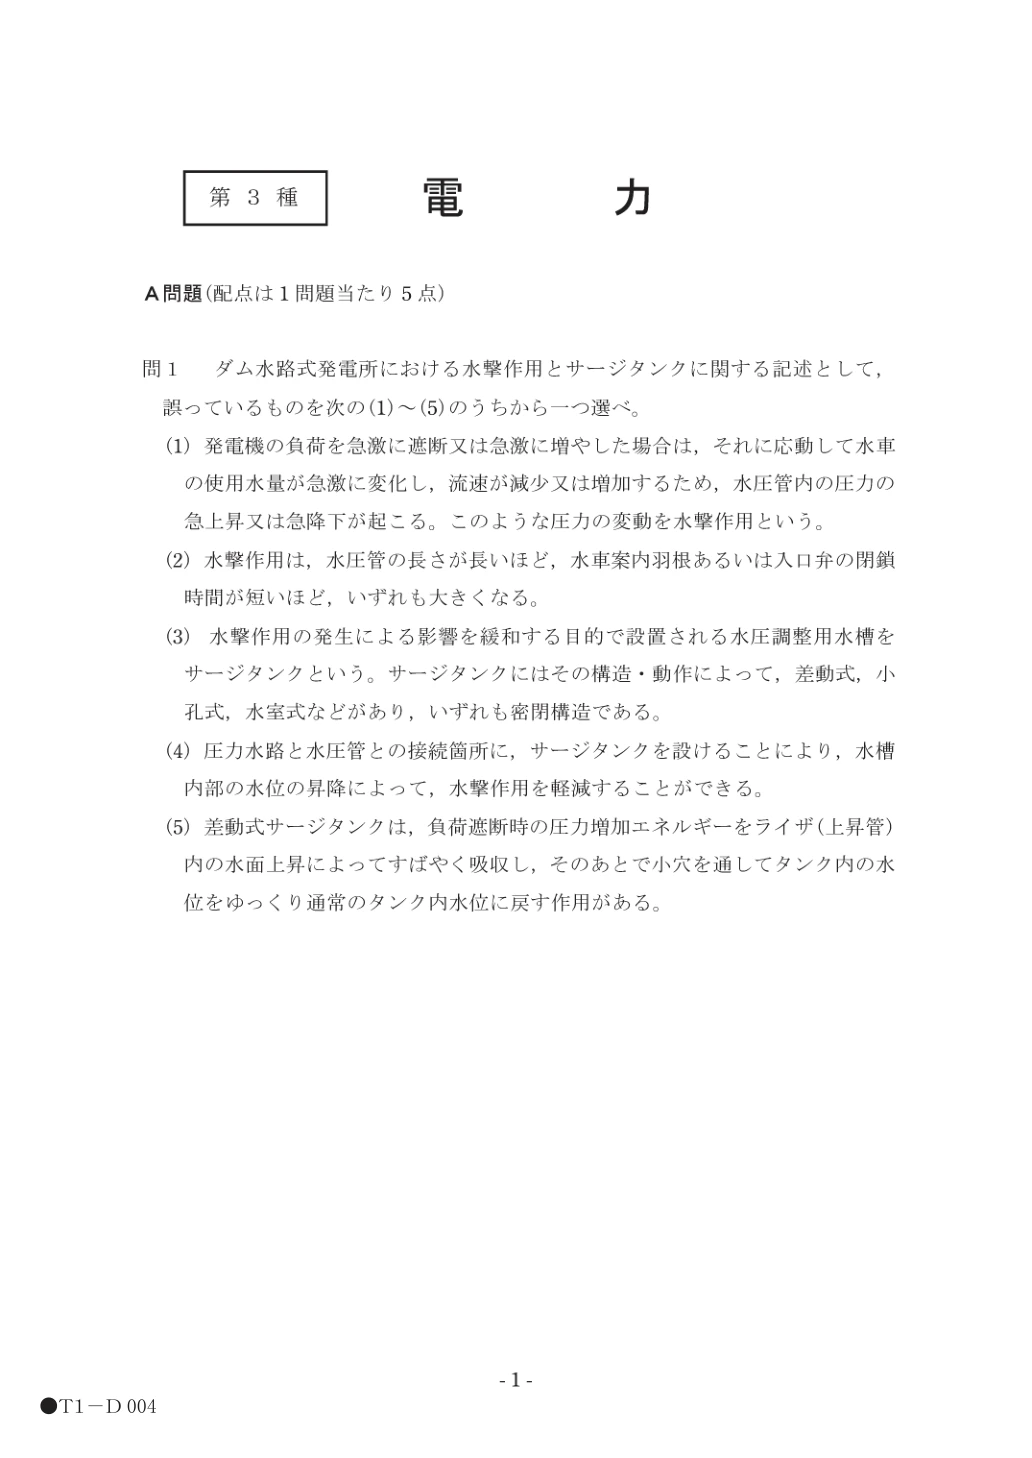 第 3 種
電 力
A問題(配点は1問題当たり5点)
問1 ダム水路式発電所における水撃作用とサージタンクに関する記述として,
誤っているものを次の(1)～(5)のうちから一つ選べ。
(1) 発電機の負荷を急激に遮断又は急激に増やした場合は,それに応動して水車
の使用水量が急激に変化し,流速が減少又は増加するため,水圧管内の圧力の
急上昇又は急降下が起こる。このような圧力の変動を水撃作用という。
(2) 水撃作用は,水圧管の長さが長いほど,水車案内羽根あるいは入口弁の閉鎖
時間が短いほど,いずれも大きくなる。
(3) 水撃作用の発生による影響を緩和する目的で設置される水圧調整用水槽を
サージタンクという。サージタンクにはその構造・動作によって,差動式,小
孔式,水室式などがあり,いずれも密閉構造である。
(4) 圧力水路と水圧管との接続箇所に,サージタンクを設けることにより,水槽
内部の水位の昇降によって,水撃作用を軽減することができる。
(5) 差動式サージタンクは,負荷遮断時の圧力増加エネルギーをライザ(上昇管)
内の水面上昇によってすばやく吸収し,そのあとで小穴を通してタンク内の水
位をゆっくり通常のタンク内水位に戻す作用がある。
- 1 -
●T1－D 004